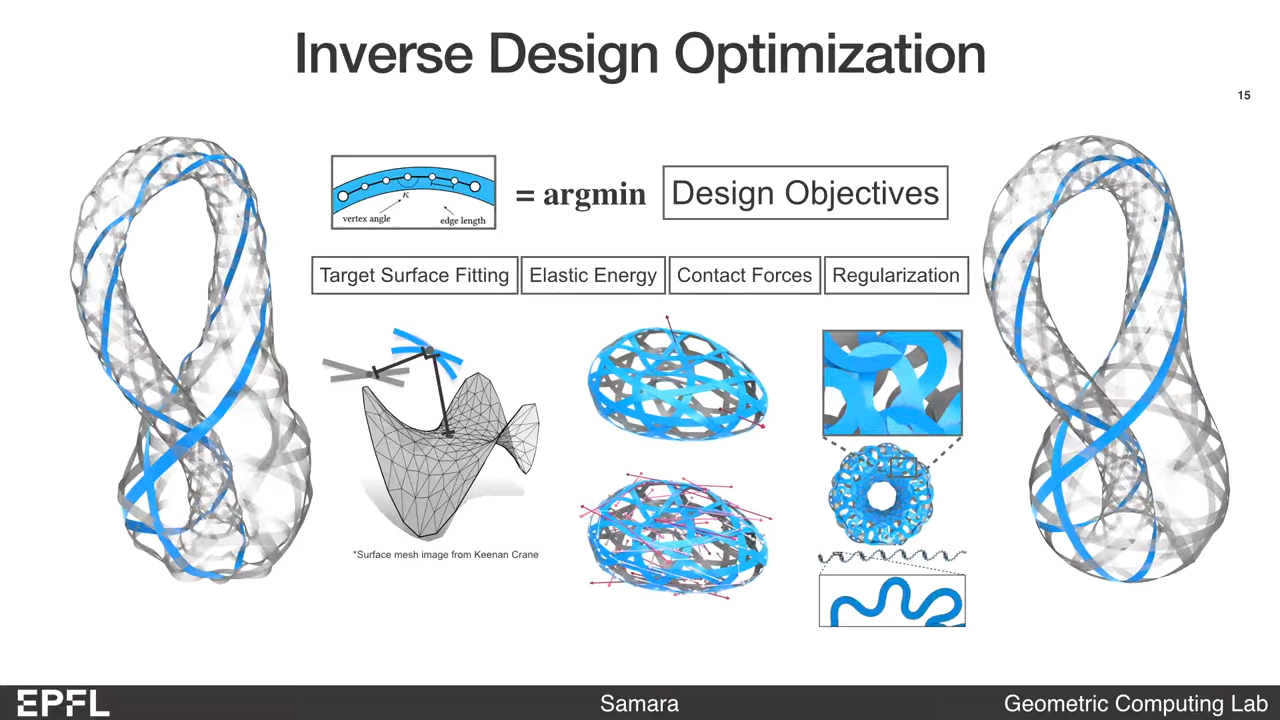 Inverse Design Optimization
15
κ
vertex angle
edge length
= argmin
Design Objectives
Target Surface Fitting
Elastic Energy
Contact Forces
Regularization
*Surface mesh image from Keenan Crane
EPFL
Samara
Geometric Computing Lab